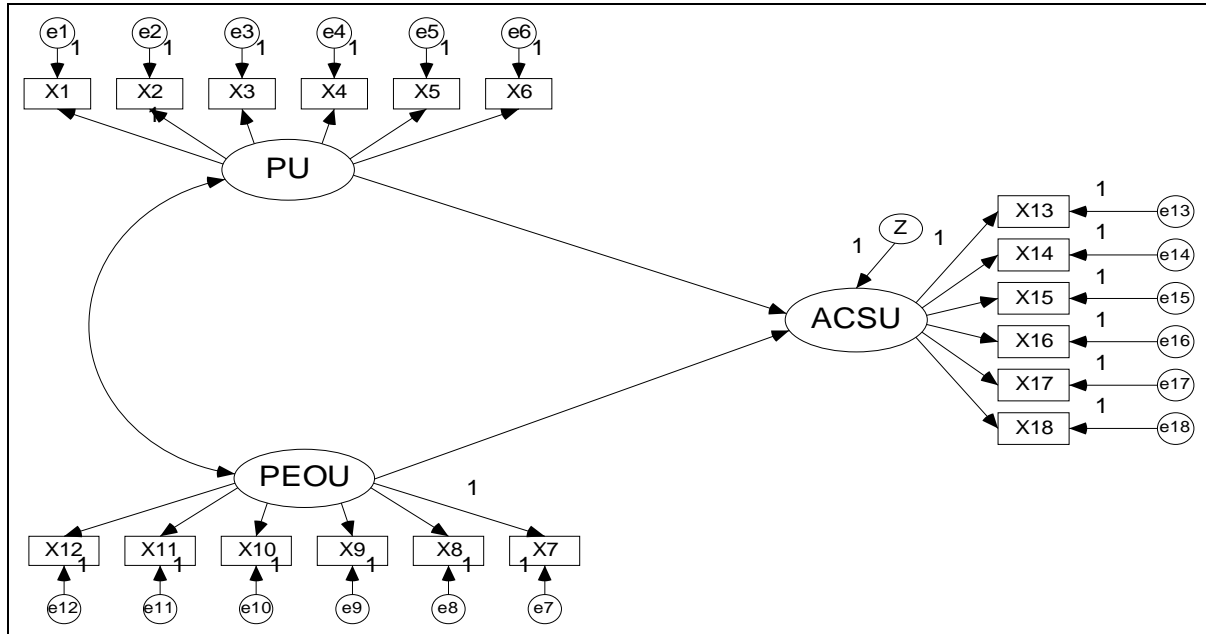 e1 e2 e3 e4 e5 e6
1 1 1 1 1 1
X1 X2 X3 X4 X5 X6
1
PU
X13 1 e13
Z
1 1
X14 1 e14
X15 1 e15
ACSU
X16 1 e16
X17 1 e17
X18 1 e18
PEOU
1
X12 X11 X10 X9 X8 X7
1 1 1 1 1 1
e12 e11 e10 e9 e8 e7